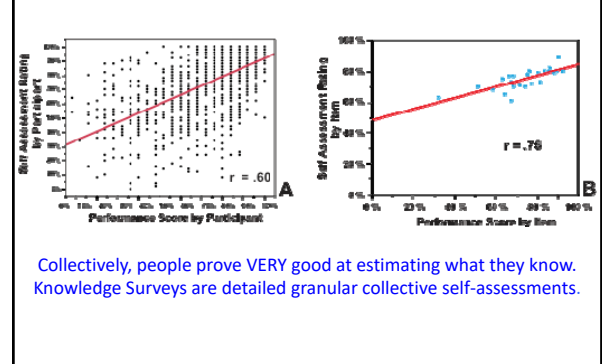 Self Assessment Rating
by Participant
r = .60
A
Performance Score by Participant
100%
80%
60%
40%
20%
0%
Self Assessment Rating
by Item
r = .76
B
0% 20% 40% 60% 80% 100%
Performance Score by Item
Collectively, people prove VERY good at estimating what they know.
Knowledge Surveys are detailed granular collective self-assessments.